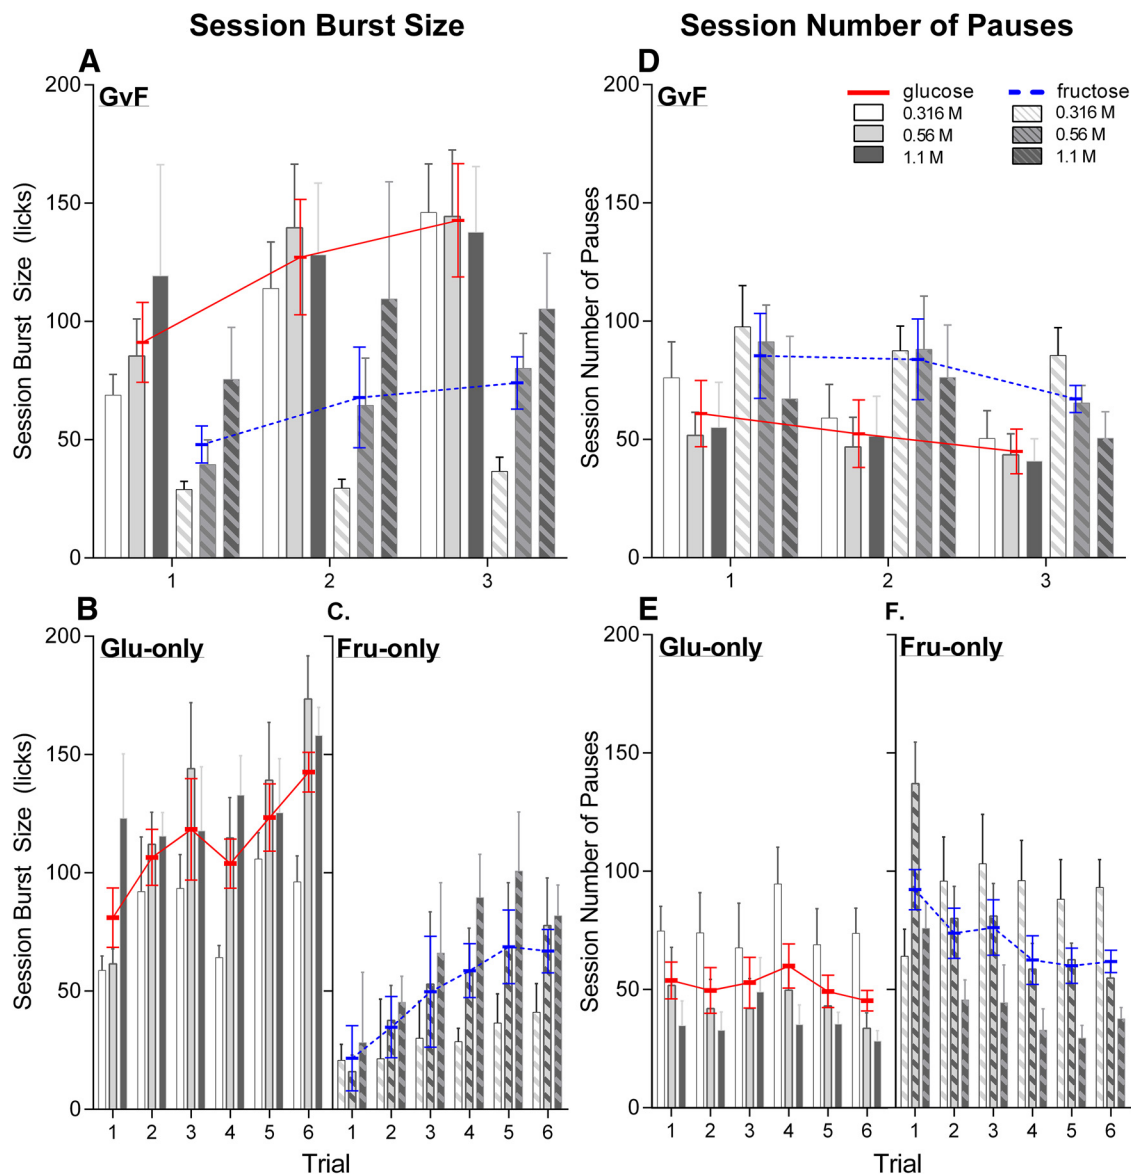 Session Burst Size
Session Number of Pauses
A
GvF
200
150
100
50
0
Session Burst Size (licks)
1
2
3
D
GvF
glucose
0.316 M
0.56 M
1.1 M
fructose
0.316 M
0.56 M
1.1 M
200
150
100
50
0
Session Number of Pauses
1
2
3
B
Glu-only
200
150
100
50
0
Session Burst Size (licks)
1 2 3 4 5 6
C.
Fru-only
1 2 3 4 5 6
Trial
E
Glu-only
200
150
100
50
0
Session Number of Pauses
1 2 3 4 5 6
F.
Fru-only
1 2 3 4 5 6
Trial